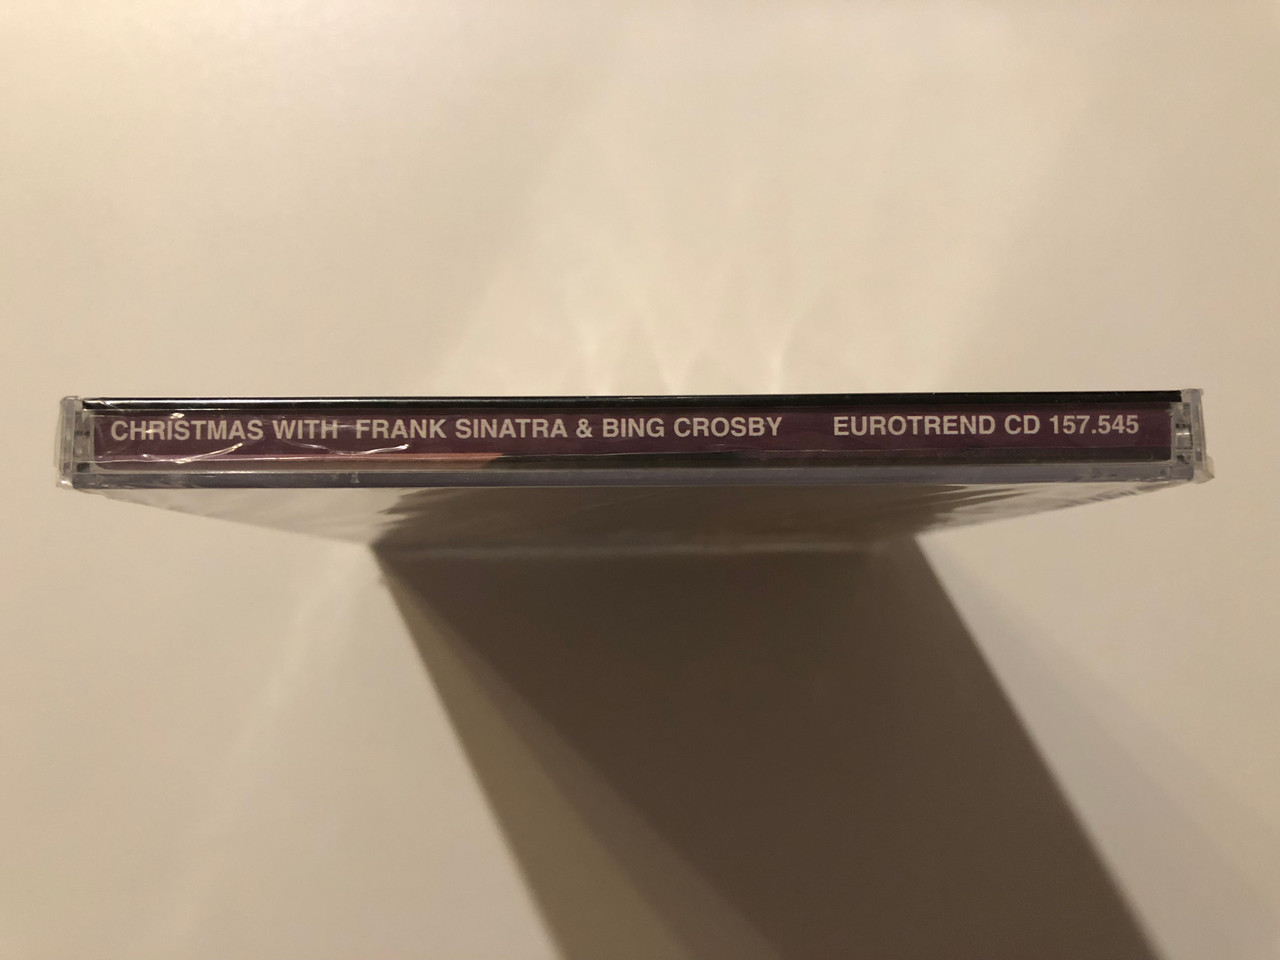 CHRISTMAS WITH FRANK SINATRA & BING CROSBY EUROTREND CD 157.545